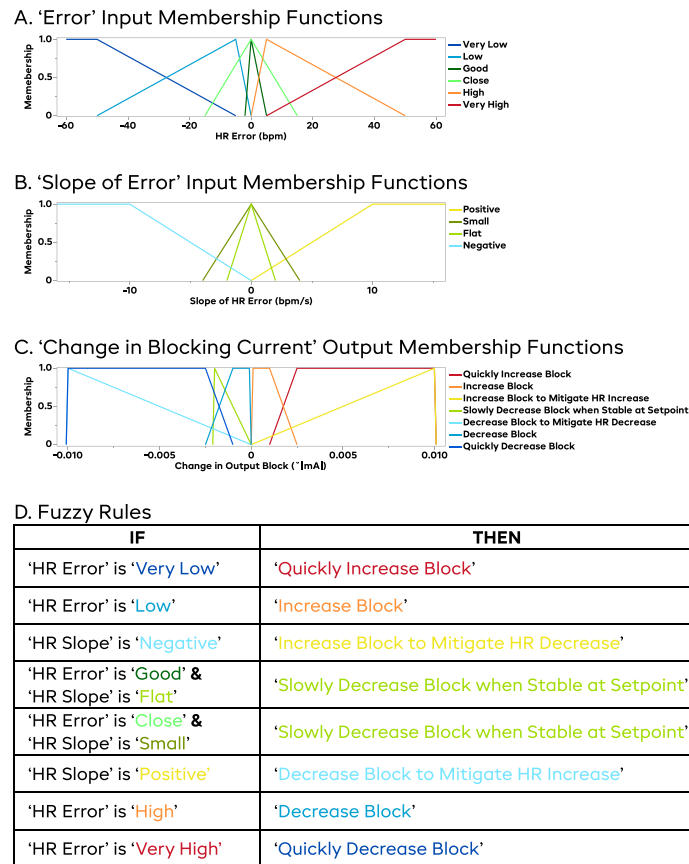 A. ‘Error’ Input Membership Functions
Memebership
1.0
0.5
0
-60 -40 -20 0 20 40 60
HR Error (bpm)
Very Low
Low
Good
Close
High
Very High
B. ‘Slope of Error’ Input Membership Functions
Memebership
1.0
0.5
0
-10 0 10
Slope of HR Error (bpm/s)
Positive
Small
Flat
Negative
C. ‘Change in Blocking Current’ Output Membership Functions
Membership
1.0
0.5
0
-0.010 -0.005 0 0.005 0.010
Change in Output Block (˜|mA|)
Quickly Increase Block
Increase Block
Increase Block to Mitigate HR Increase
Slowly Decrease Block when Stable at Setpoint
Decrease Block to Mitigate HR Decrease
Decrease Block
Quickly Decrease Block
D. Fuzzy Rules
IF THEN
‘HR Error’ is ‘Very Low’ ‘Quickly Increase Block’
‘HR Error’ is ‘Low’ ‘Increase Block’
‘HR Slope’ is ‘Negative’ ‘Increase Block to Mitigate HR Decrease’
‘HR Error’ is ‘Good’ &
‘HR Slope’ is ‘Flat’
‘Slowly Decrease Block when Stable at Setpoint’
‘HR Error’ is ‘Close’ &
‘HR Slope’ is ‘Small’
‘Slowly Decrease Block when Stable at Setpoint’
‘HR Slope’ is ‘Positive’ ‘Decrease Block to Mitigate HR Increase’
‘HR Error’ is ‘High’ ‘Decrease Block’
‘HR Error’ is ‘Very High’ ‘Quickly Decrease Block’